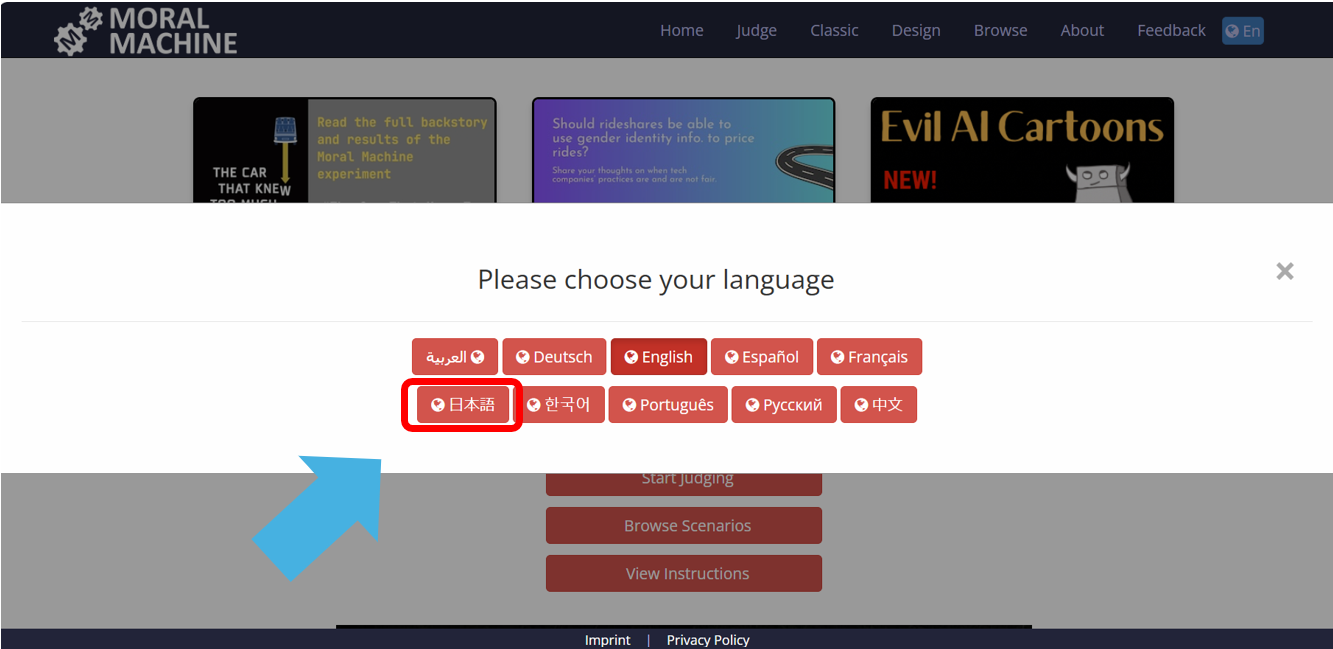 MORAL
MACHINE
Home Judge Classic Design Browse About Feedback En
THE CAR
THAT KNEW
TOO MUCH
Read the full backstory
and results of the
Moral Machine
experiment
Should rideshares be able to
use gender identity info. to price
rides?
Share your thoughts on when tech
companies' practices are and are not fair.
Evil AI Cartoons
NEW!
Please choose your language
×
العربية Deutsch English Español Français
日本語 한국어 Português Русский 中文
Start Judging
Browse Scenarios
View Instructions
Imprint | Privacy Policy